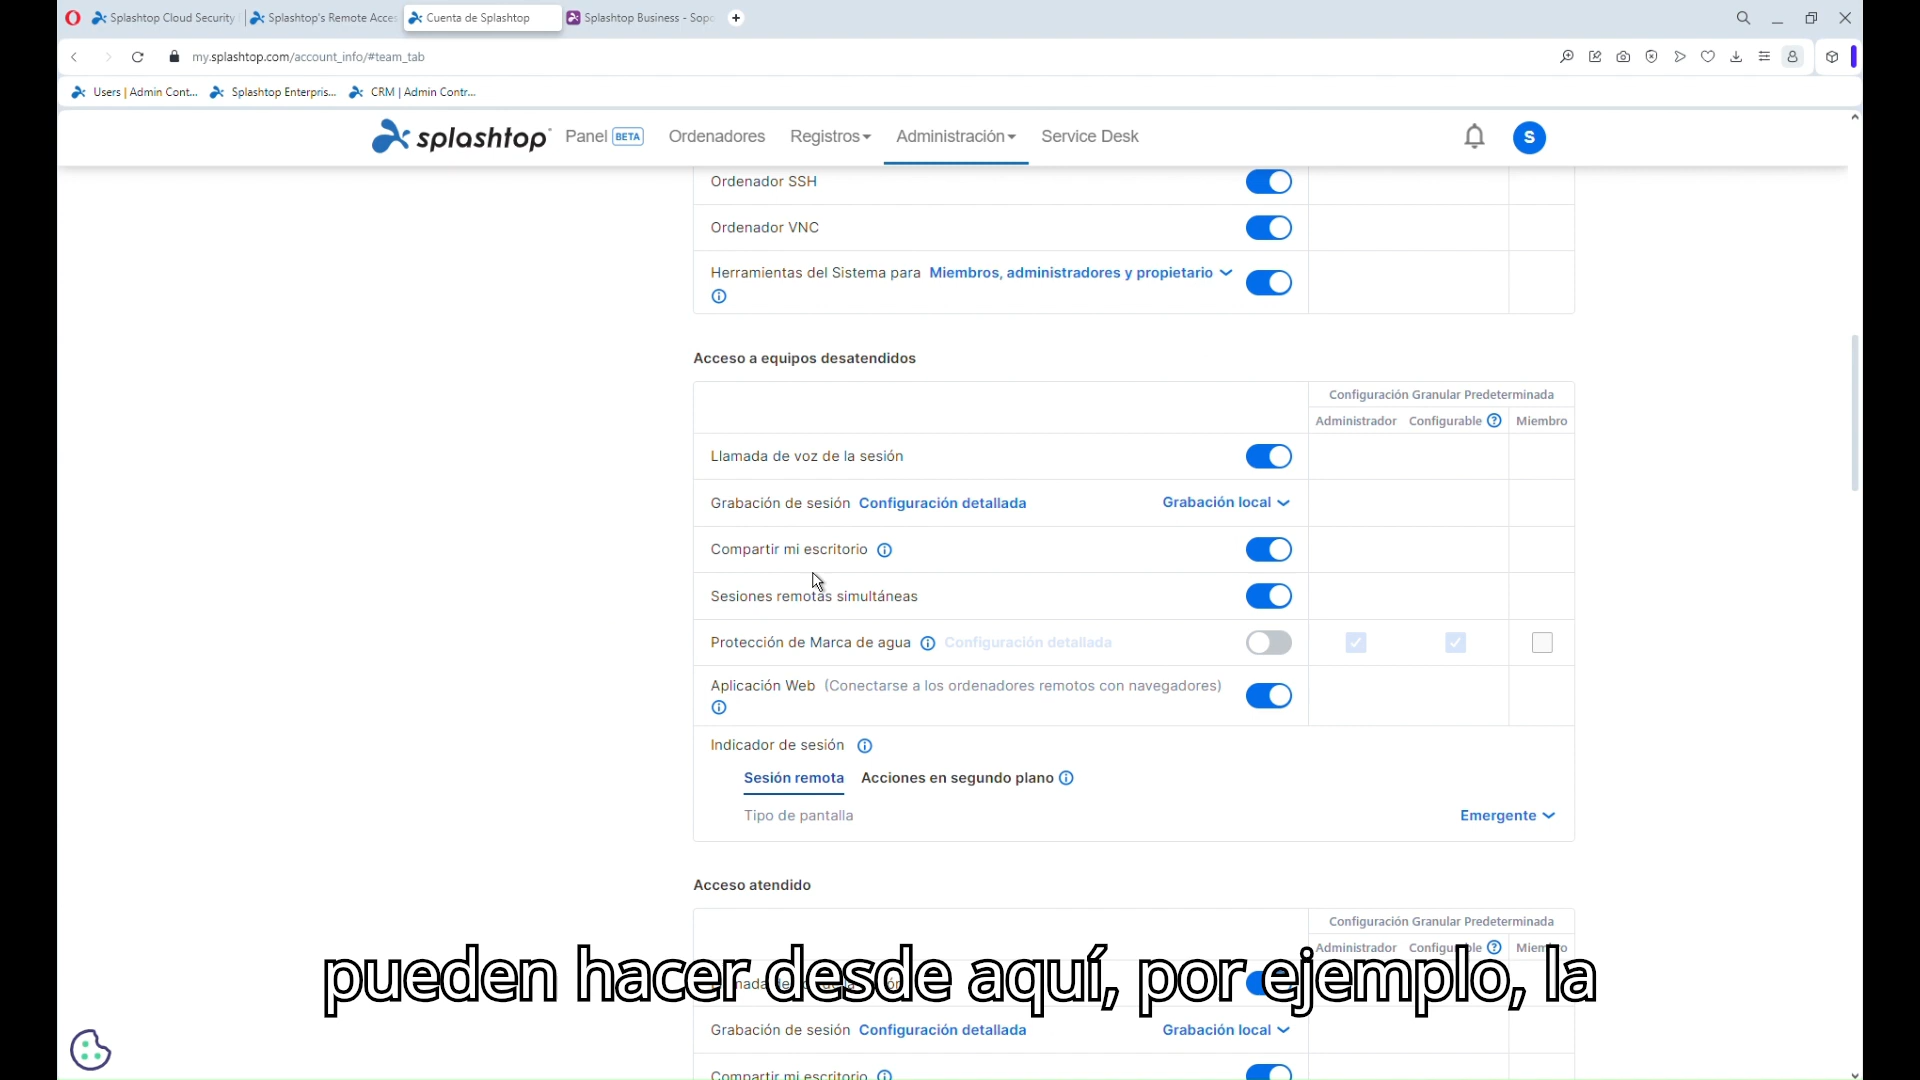 Splashtop Cloud Security
Splashtop's Remote Acce
Cuenta de Splashtop
Splashtop Business - Sopo
my.splashtop.com/account_info/#team_tab
Users | Admin Cont...
Splashtop Enterpris...
CRM | Admin Contr...
splashtop
Panel BETA
Ordenadores
Registros
Administración
Service Desk
S
Ordenador SSH
Ordenador VNC
Herramientas del Sistema para Miembros, administradores y propietario
Acceso a equipos desatendidos
Configuración Granular Predeterminada
Administrador Configurable Miembro
Llamada de voz de la sesión
Grabación de sesión Configuración detallada Grabación local
Compartir mi escritorio
Sesiones remotas simultáneas
Protección de Marca de agua Configuración detallada
Aplicación Web (Conectarse a los ordenadores remotos con navegadores)
Indicador de sesión
Sesión remota Acciones en segundo plano
Tipo de pantalla Emergente
Acceso atendido
Configuración Granular Predeterminada
Administrador
pueden hacer desde aquí, por ejemplo, la
Grabación de sesión Configuración detallada Grabación local
Compartir mi escritorio